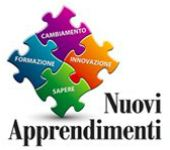 CAMBIAMENTO
FORMAZIONE
INNOVAZIONE
SAPERE
Nuovi
Apprendimenti